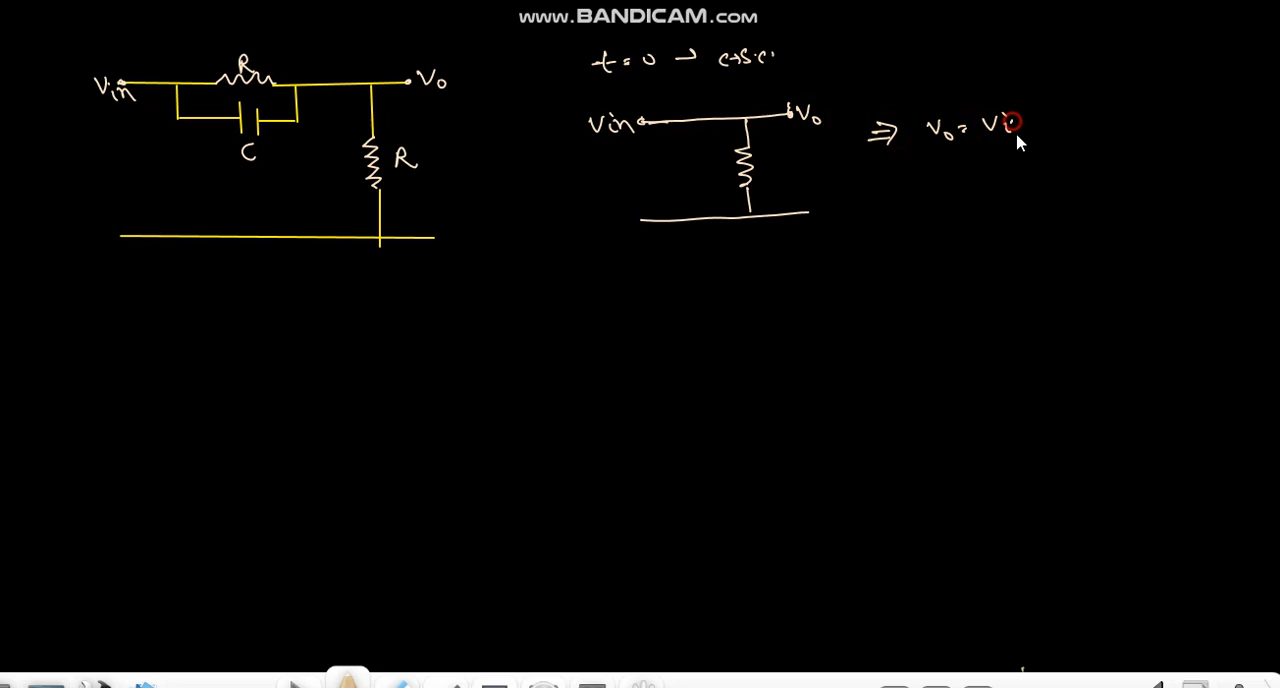 www.BANDICAM.com
t = 0 → c→s.c.
R
Vin
Vo
C
R
Vin
Vo
⇒ Vo = Vi